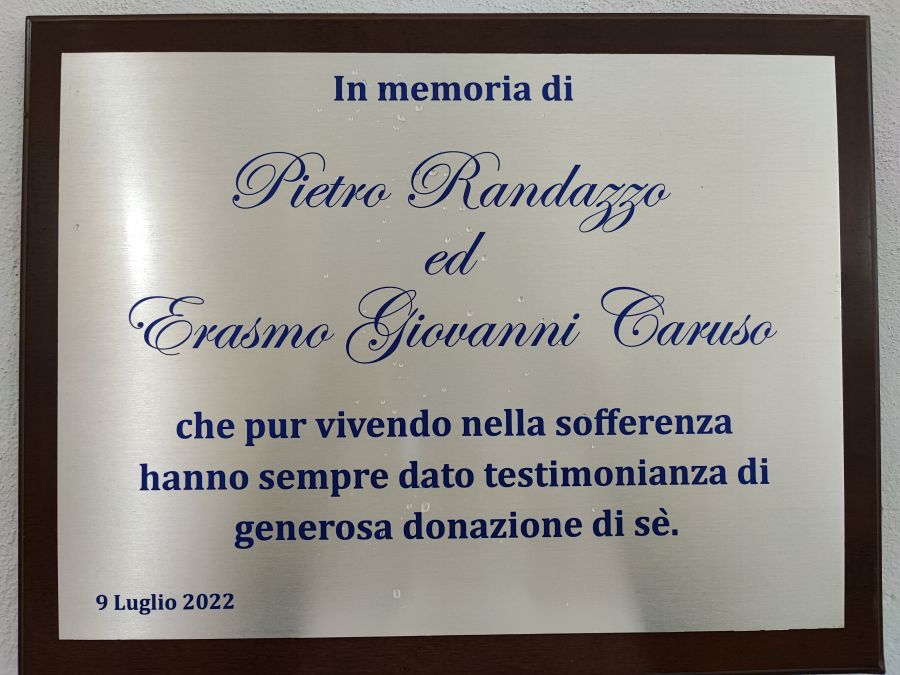 In memoria di
Pietro Randazzo
ed
Erasmo Giovanni Caruso
che pur vivendo nella sofferenza
hanno sempre dato testimonianza di
generosa donazione di sè.
9 Luglio 2022